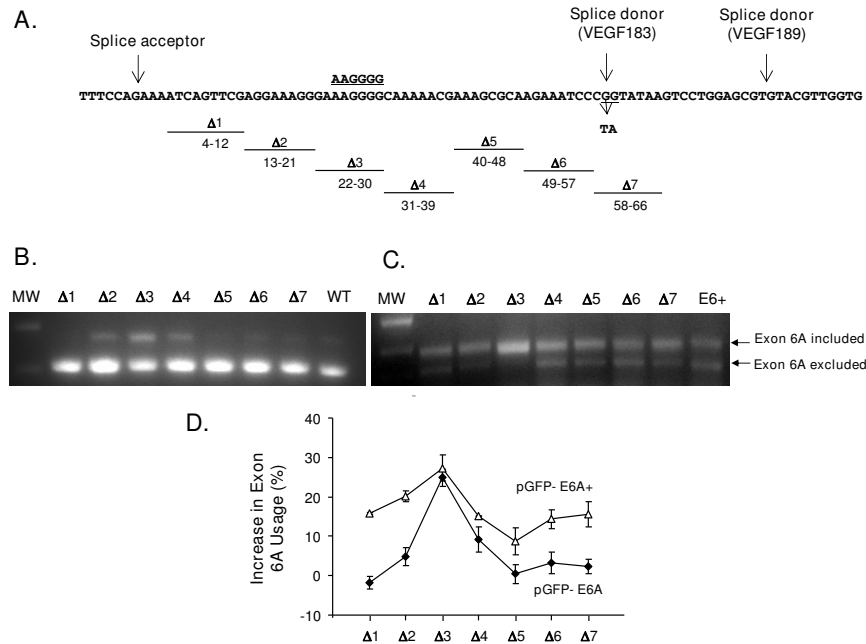 A.
Splice acceptor
Splice donor
(VEGF183)
Splice donor
(VEGF189)
AAGGGG
TTTCCAGAAAATCAGTTCGAGGAAAGGGAAAGGGGCAAAAACGAAAGCGCAAGAAATCCCGGTATAAGTCCTGGAGCGTGTACGTTGGTG
TA
Δ1
4-12
Δ2
13-21
Δ3
22-30
Δ4
31-39
Δ5
40-48
Δ6
49-57
Δ7
58-66
B.
MW Δ1 Δ2 Δ3 Δ4 Δ5 Δ6 Δ7 WT
C.
MW Δ1 Δ2 Δ3 Δ4 Δ5 Δ6 Δ7 E6+
Exon 6A included
Exon 6A excluded
D.
Increase in Exon
6A Usage (%)
40
30
20
10
0
-10
pGFP- E6A+
pGFP- E6A
Δ1 Δ2 Δ3 Δ4 Δ5 Δ6 Δ7